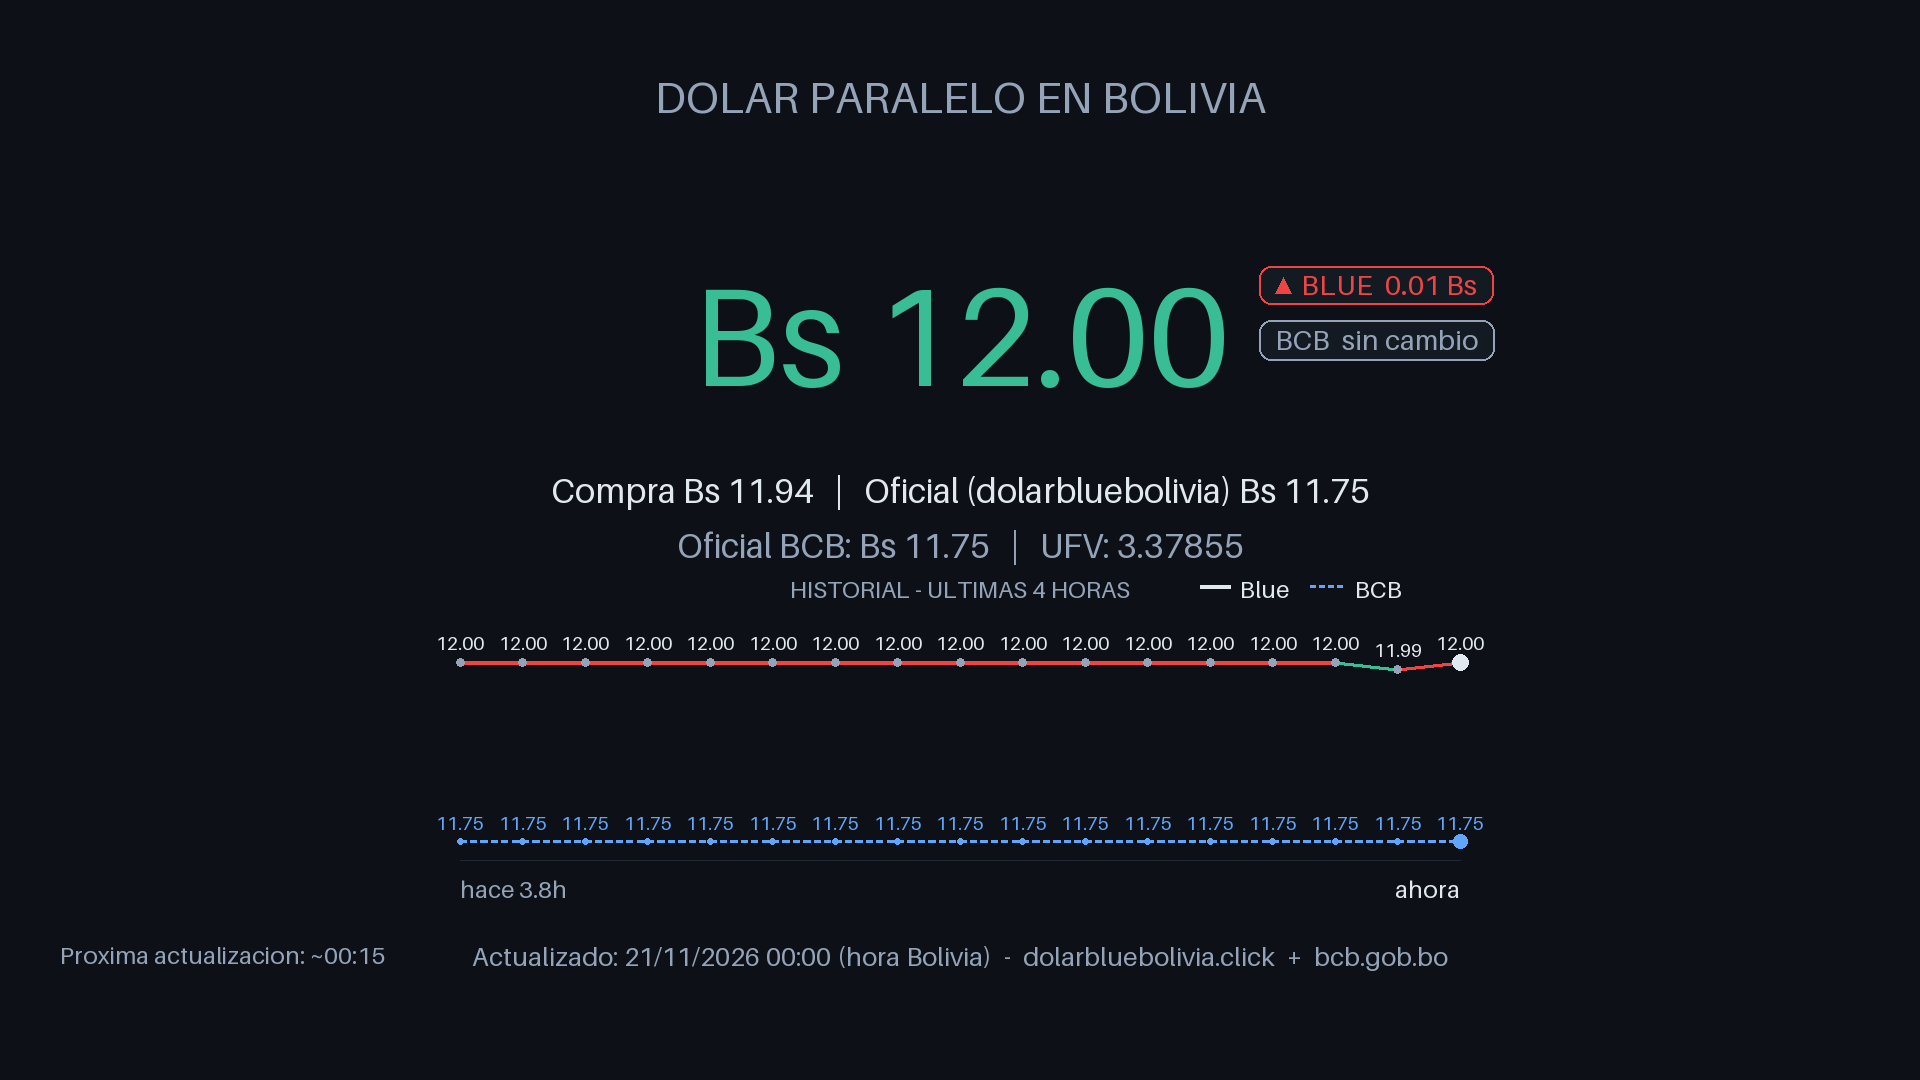 DOLAR PARALELO EN BOLIVIA
Bs 12.00
▲ BLUE 0.01 Bs
BCB sin cambio
Compra Bs 11.94 | Oficial (dolarbluebolivia) Bs 11.75
Oficial BCB: Bs 11.75 | UFV: 3.37855
HISTORIAL - ULTIMAS 4 HORAS Blue BCB
12.00 12.00 12.00 12.00 12.00 12.00 12.00 12.00 12.00 12.00 12.00 12.00 12.00 12.00 12.00 11.99 12.00
11.75 11.75 11.75 11.75 11.75 11.75 11.75 11.75 11.75 11.75 11.75 11.75 11.75 11.75 11.75 11.75 11.75
hace 3.8h ahora
Proxima actualizacion: ~00:15 Actualizado: 21/11/2026 00:00 (hora Bolivia) - dolarbluebolivia.click + bcb.gob.bo